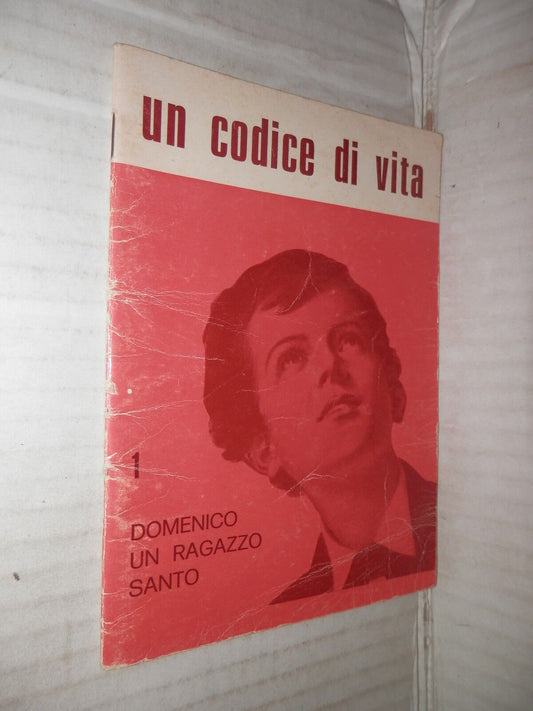 un codice di vita
1
DOMENICO
UN RAGAZZO
SANTO